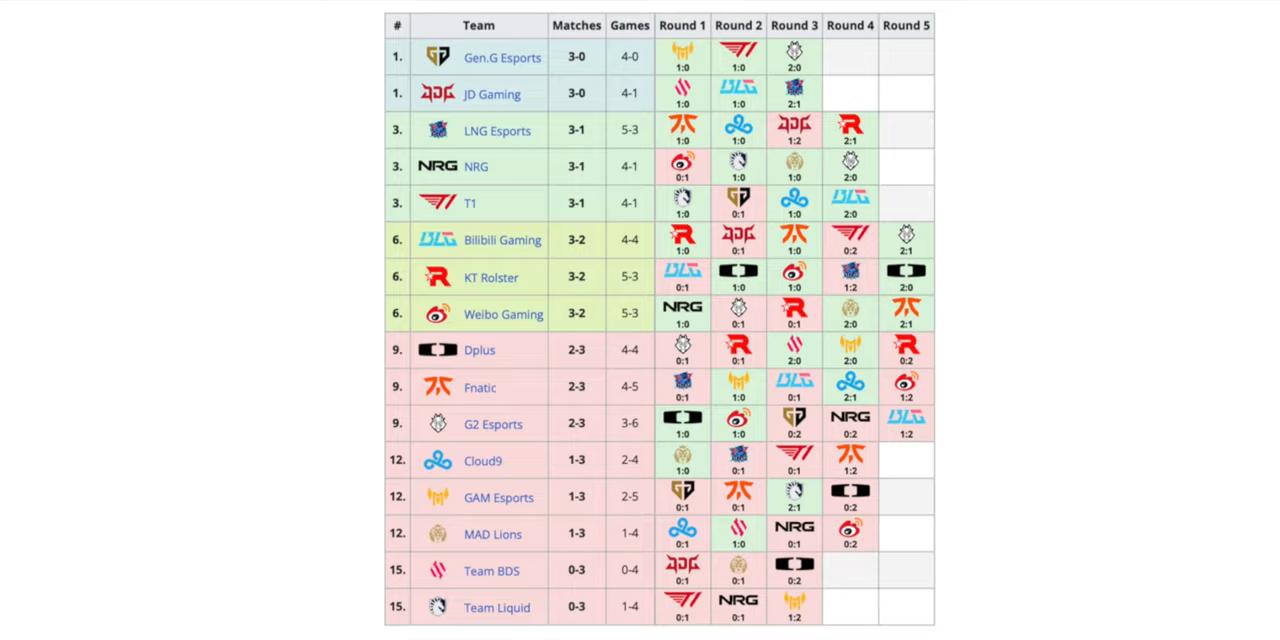 # Team Matches Games Round 1 Round 2 Round 3 Round 4 Round 5
1. Gen.G Esports 3-0 4-0 1:0 1:0 2:0
1. JDG JD Gaming 3-0 4-1 1:0 BLG 1:0 2:1
3. LNG Esports 3-1 5-3 1:0 1:0 JDG 1:2 2:1
3. NRG NRG 3-1 4-1 0:1 1:0 1:0 2:0
3. T1 3-1 4-1 1:0 0:1 1:0 BLG 2:0
6. BLG Bilibili Gaming 3-2 4-4 1:0 JDG 0:1 1:0 0:2 2:1
6. KT Rolster 3-2 5-3 BLG 0:1 1:0 1:0 1:2 2:0
6. Weibo Gaming 3-2 5-3 NRG 1:0 0:1 0:1 2:0 2:1
9. Dplus 2-3 4-4 0:1 0:1 2:0 2:0 0:2
9. Fnatic 2-3 4-5 0:1 1:0 BLG 0:1 2:1 1:2
9. G2 Esports 2-3 3-6 1:0 1:0 0:2 NRG 0:2 BLG 1:2
12. Cloud9 1-3 2-4 1:0 0:1 0:1 1:2
12. GAM Esports 1-3 2-5 0:1 0:1 2:1 0:2
12. MAD Lions 1-3 1-4 0:1 1:0 NRG 0:1 0:2
15. Team BDS 0-3 0-4 JDG 0:1 0:1 0:2
15. Team Liquid 0-3 1-4 0:1 NRG 0:1 1:2